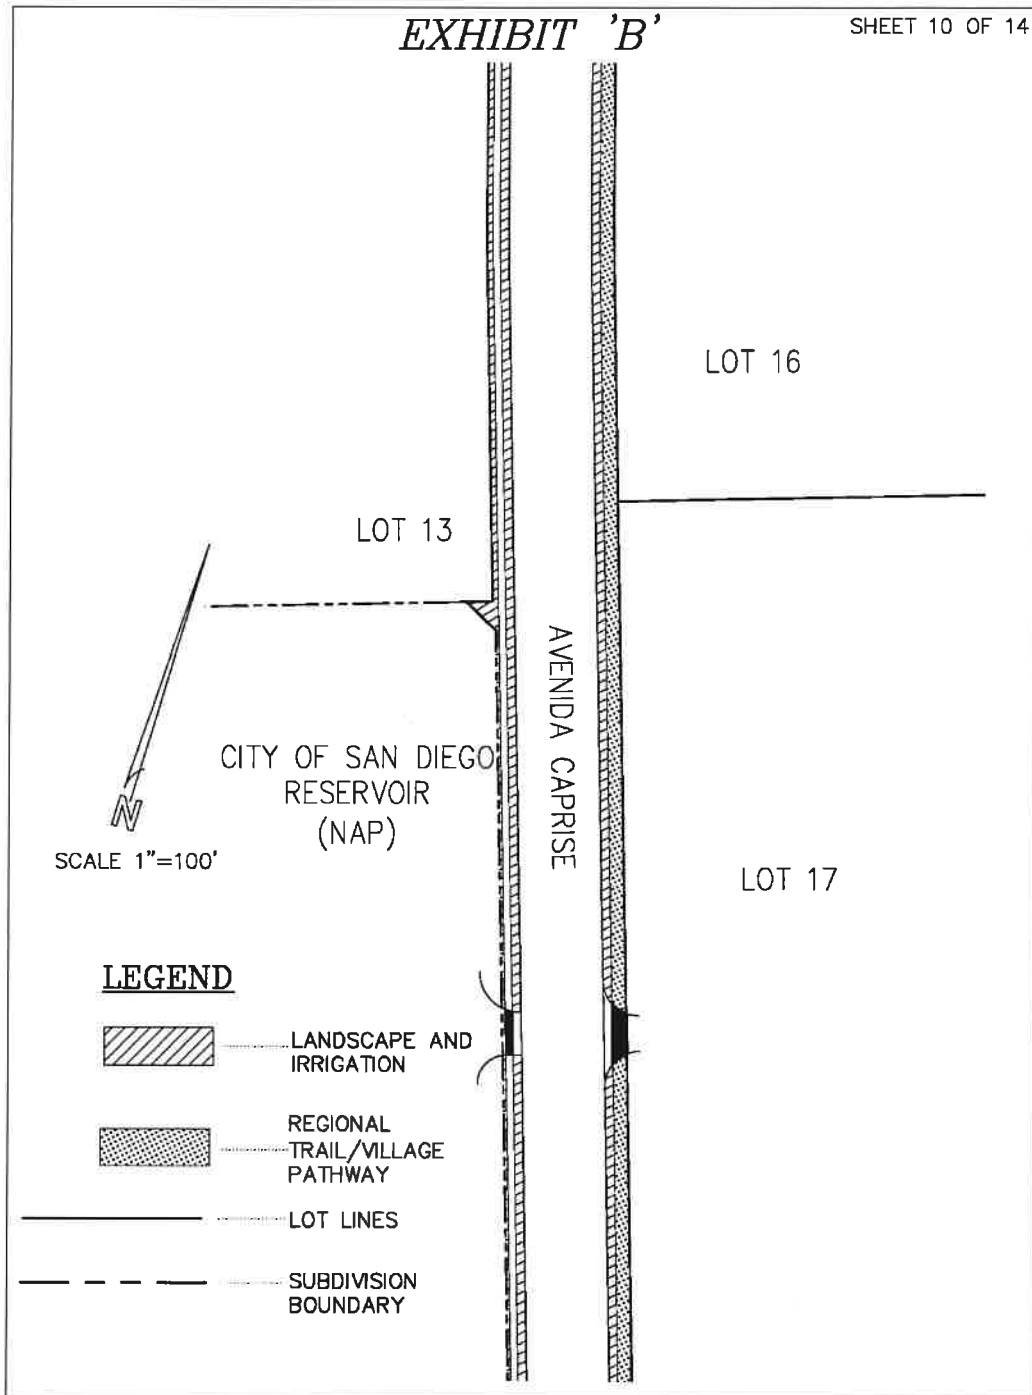 EXHIBIT 'B'
SHEET 10 OF 14
LOT 16
LOT 13
AVENIDA CAPRISE
CITY OF SAN DIEGO
RESERVOIR
(NAP)
N
SCALE 1"=100'
LOT 17
LEGEND
LANDSCAPE AND
IRRIGATION
REGIONAL
TRAIL/VILLAGE
PATHWAY
LOT LINES
SUBDIVISION
BOUNDARY